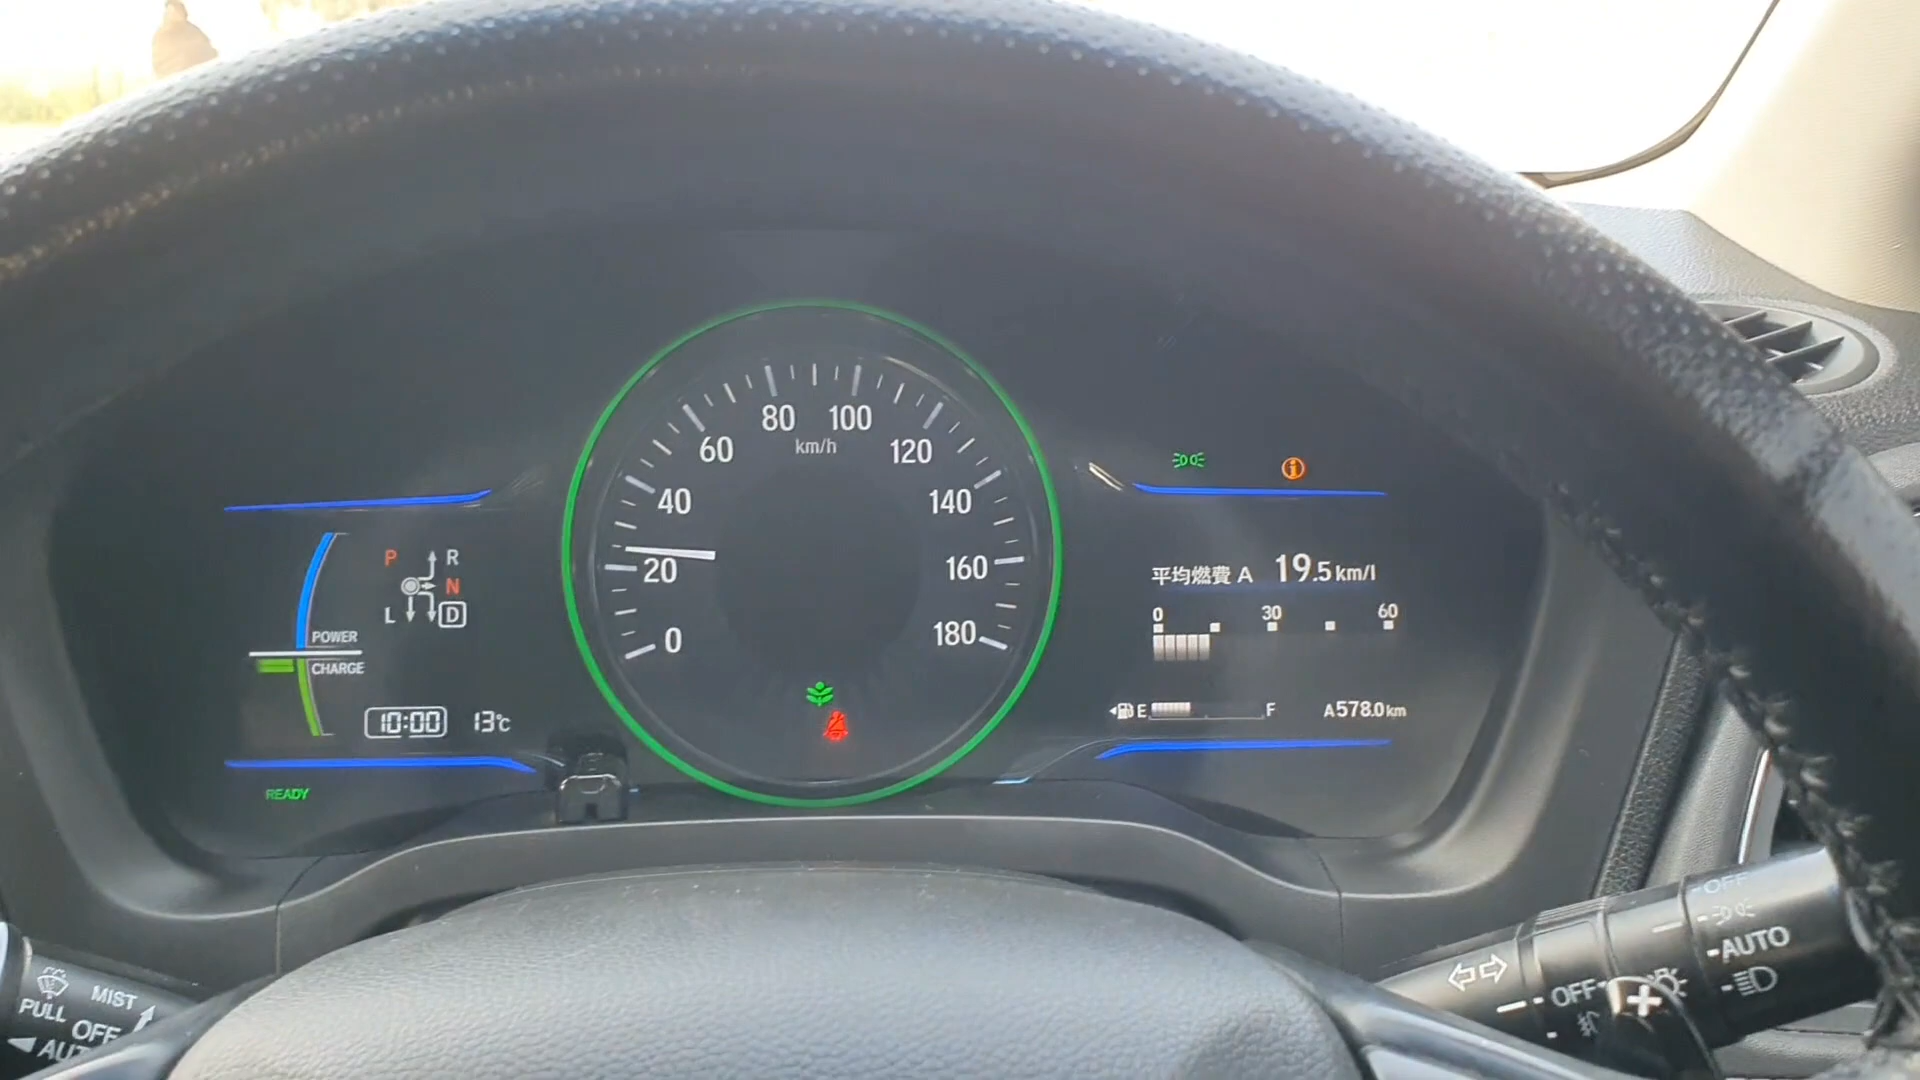 80 100
km/h
60 120
40 140
20 160
0 180
P R
N
L D
POWER
CHARGE
10:00 13℃
READY
平均燃費 A 19.5 km/l
0 30 60
E F A578.0km
MIST
PULL
OFF
OFF
AUTO
OFF